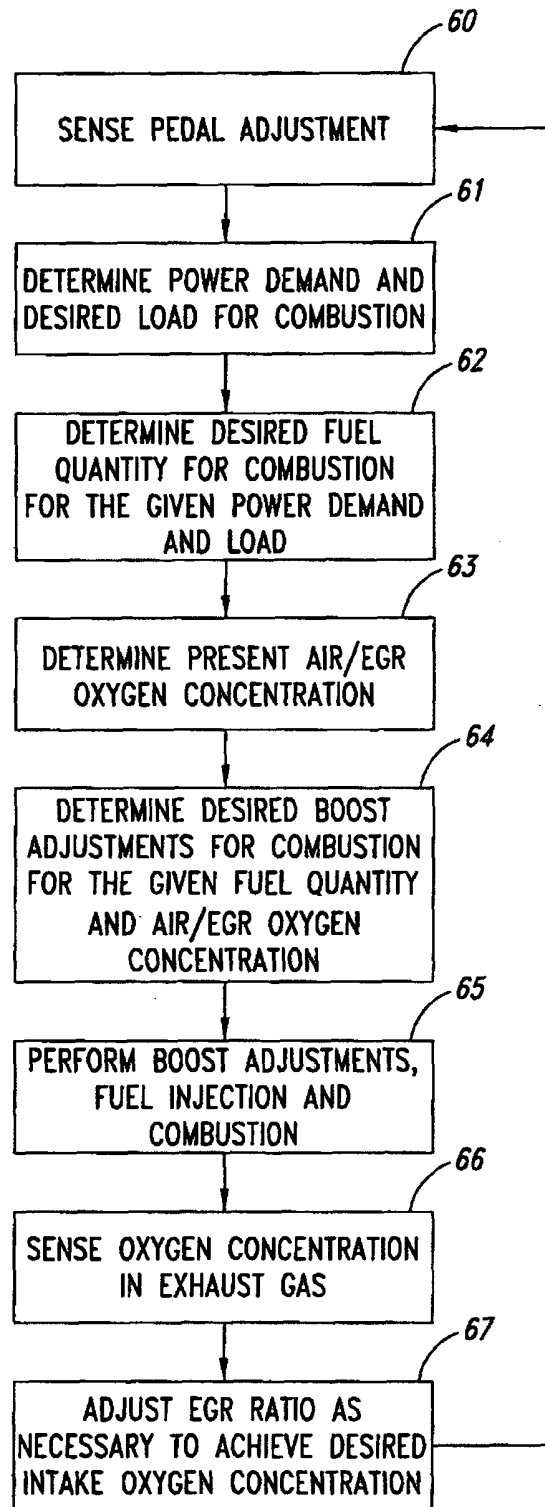 60
SENSE PEDAL ADJUSTMENT
61
DETERMINE POWER DEMAND AND
DESIRED LOAD FOR COMBUSTION
62
DETERMINE DESIRED FUEL
QUANTITY FOR COMBUSTION
FOR THE GIVEN POWER DEMAND
AND LOAD
63
DETERMINE PRESENT AIR/EGR
OXYGEN CONCENTRATION
64
DETERMINE DESIRED BOOST
ADJUSTMENTS FOR COMBUSTION
FOR THE GIVEN FUEL QUANTITY
AND AIR/EGR OXYGEN
CONCENTRATION
65
PERFORM BOOST ADJUSTMENTS,
FUEL INJECTION AND
COMBUSTION
66
SENSE OXYGEN CONCENTRATION
IN EXHAUST GAS
67
ADJUST EGR RATIO AS
NECESSARY TO ACHIEVE DESIRED
INTAKE OXYGEN CONCENTRATION